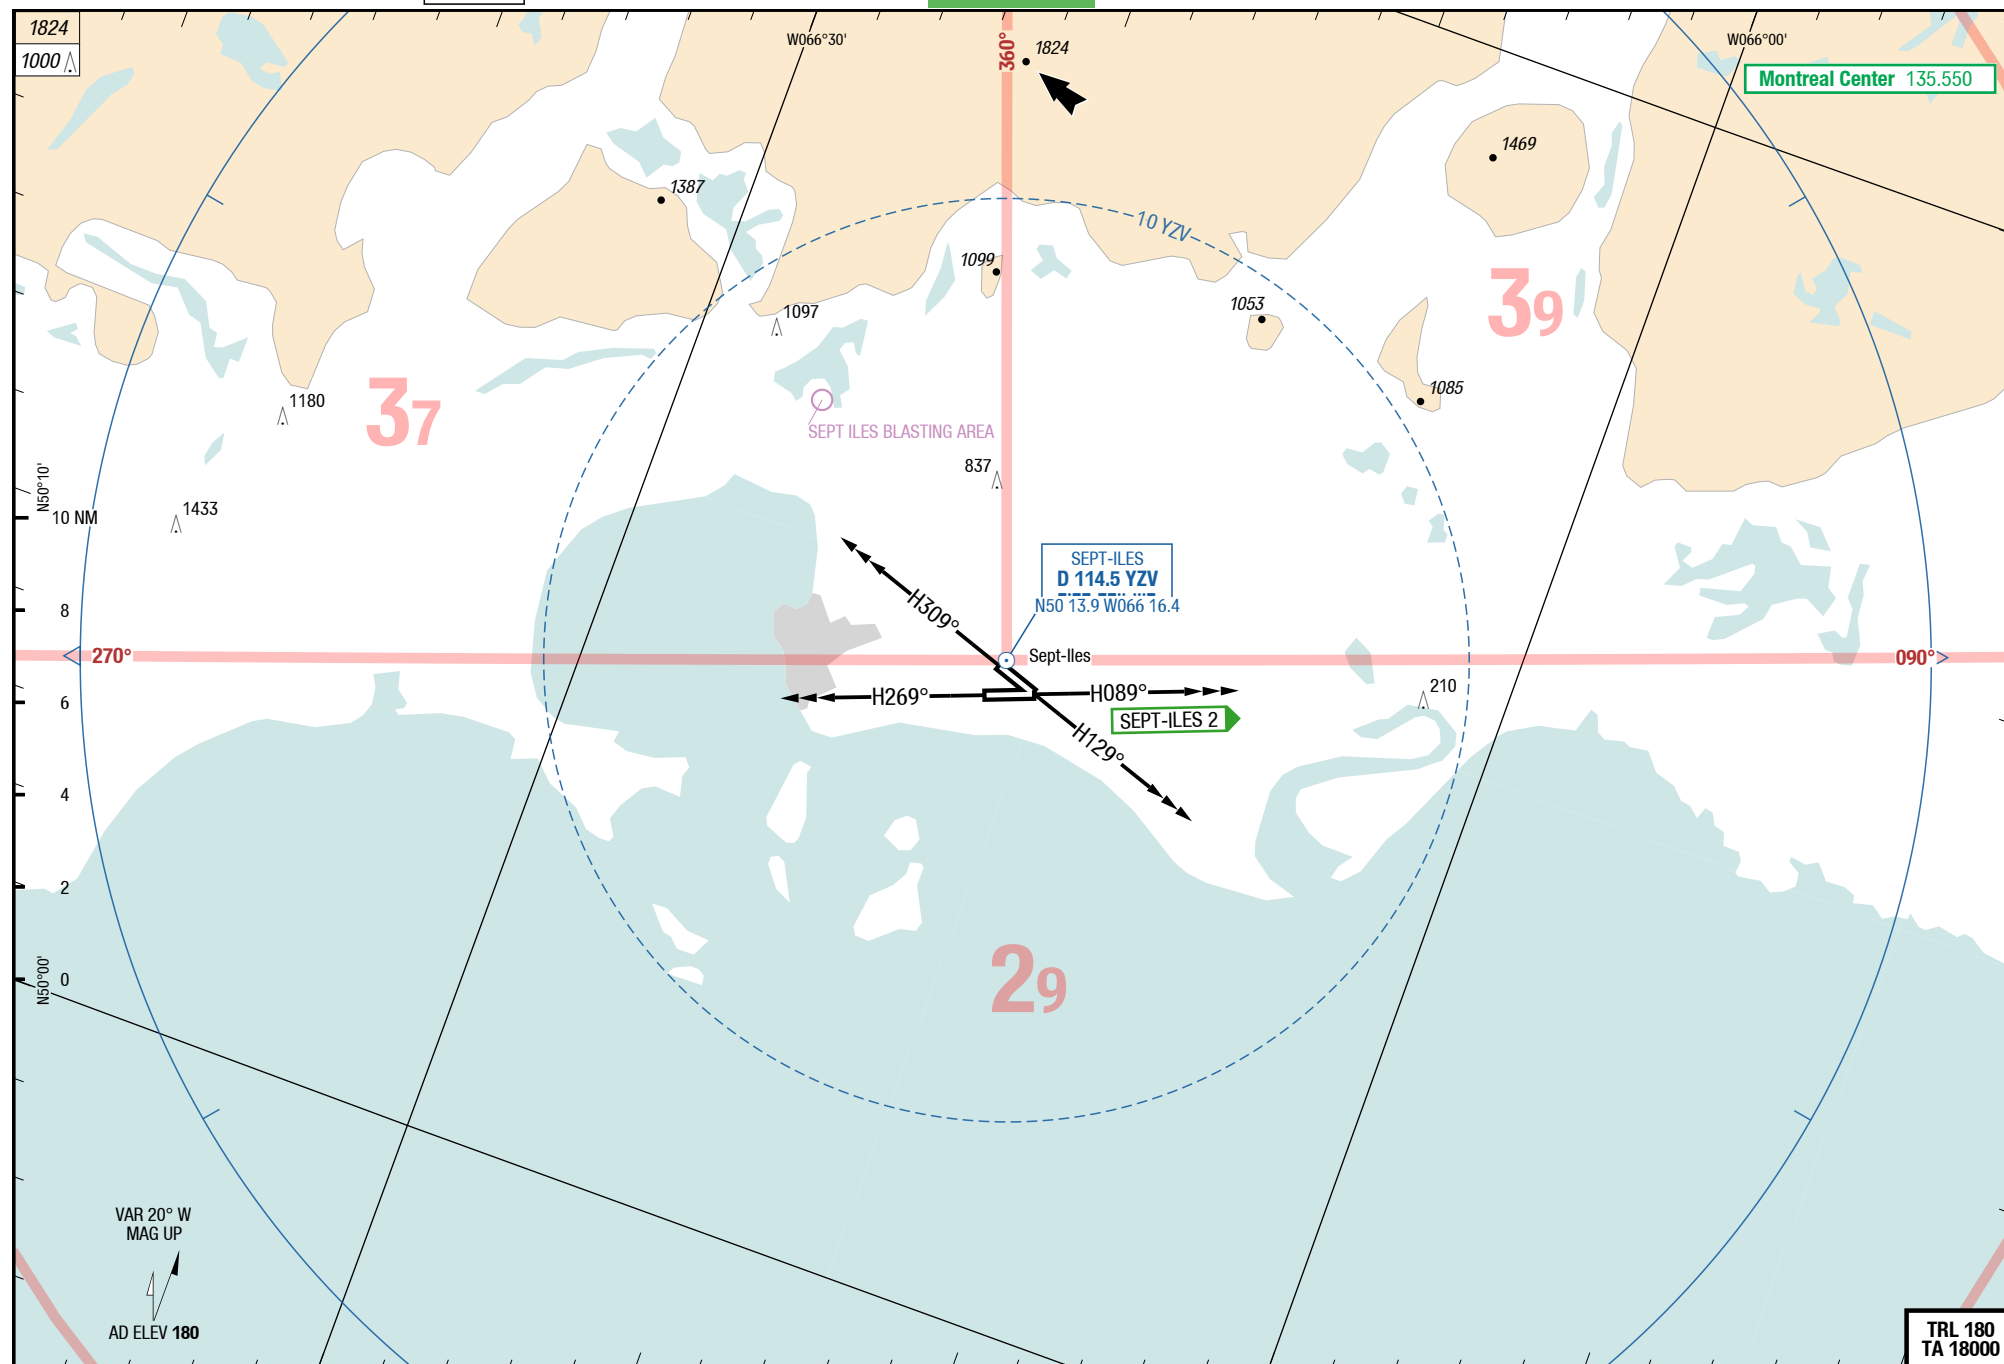 1824
1000
W066°30'
360°
1824
W066°00'
Montreal Center 135.550
1469
1387
10 YZV
1099
1097
1053
39
1085
37
1180
SEPT ILES BLASTING AREA
837
N50°10'
1433
10 NM
SEPT-ILES
D 114.5 YZV
N50 13.9 W066 16.4
H309°
8
270°
Sept-Iles
090°
6
H269°
H089°
210
SEPT-ILES 2
H129°
4
2
29
N50°00'
0
VAR 20° W
MAG UP
AD ELEV 180
TRL 180
TA 18000